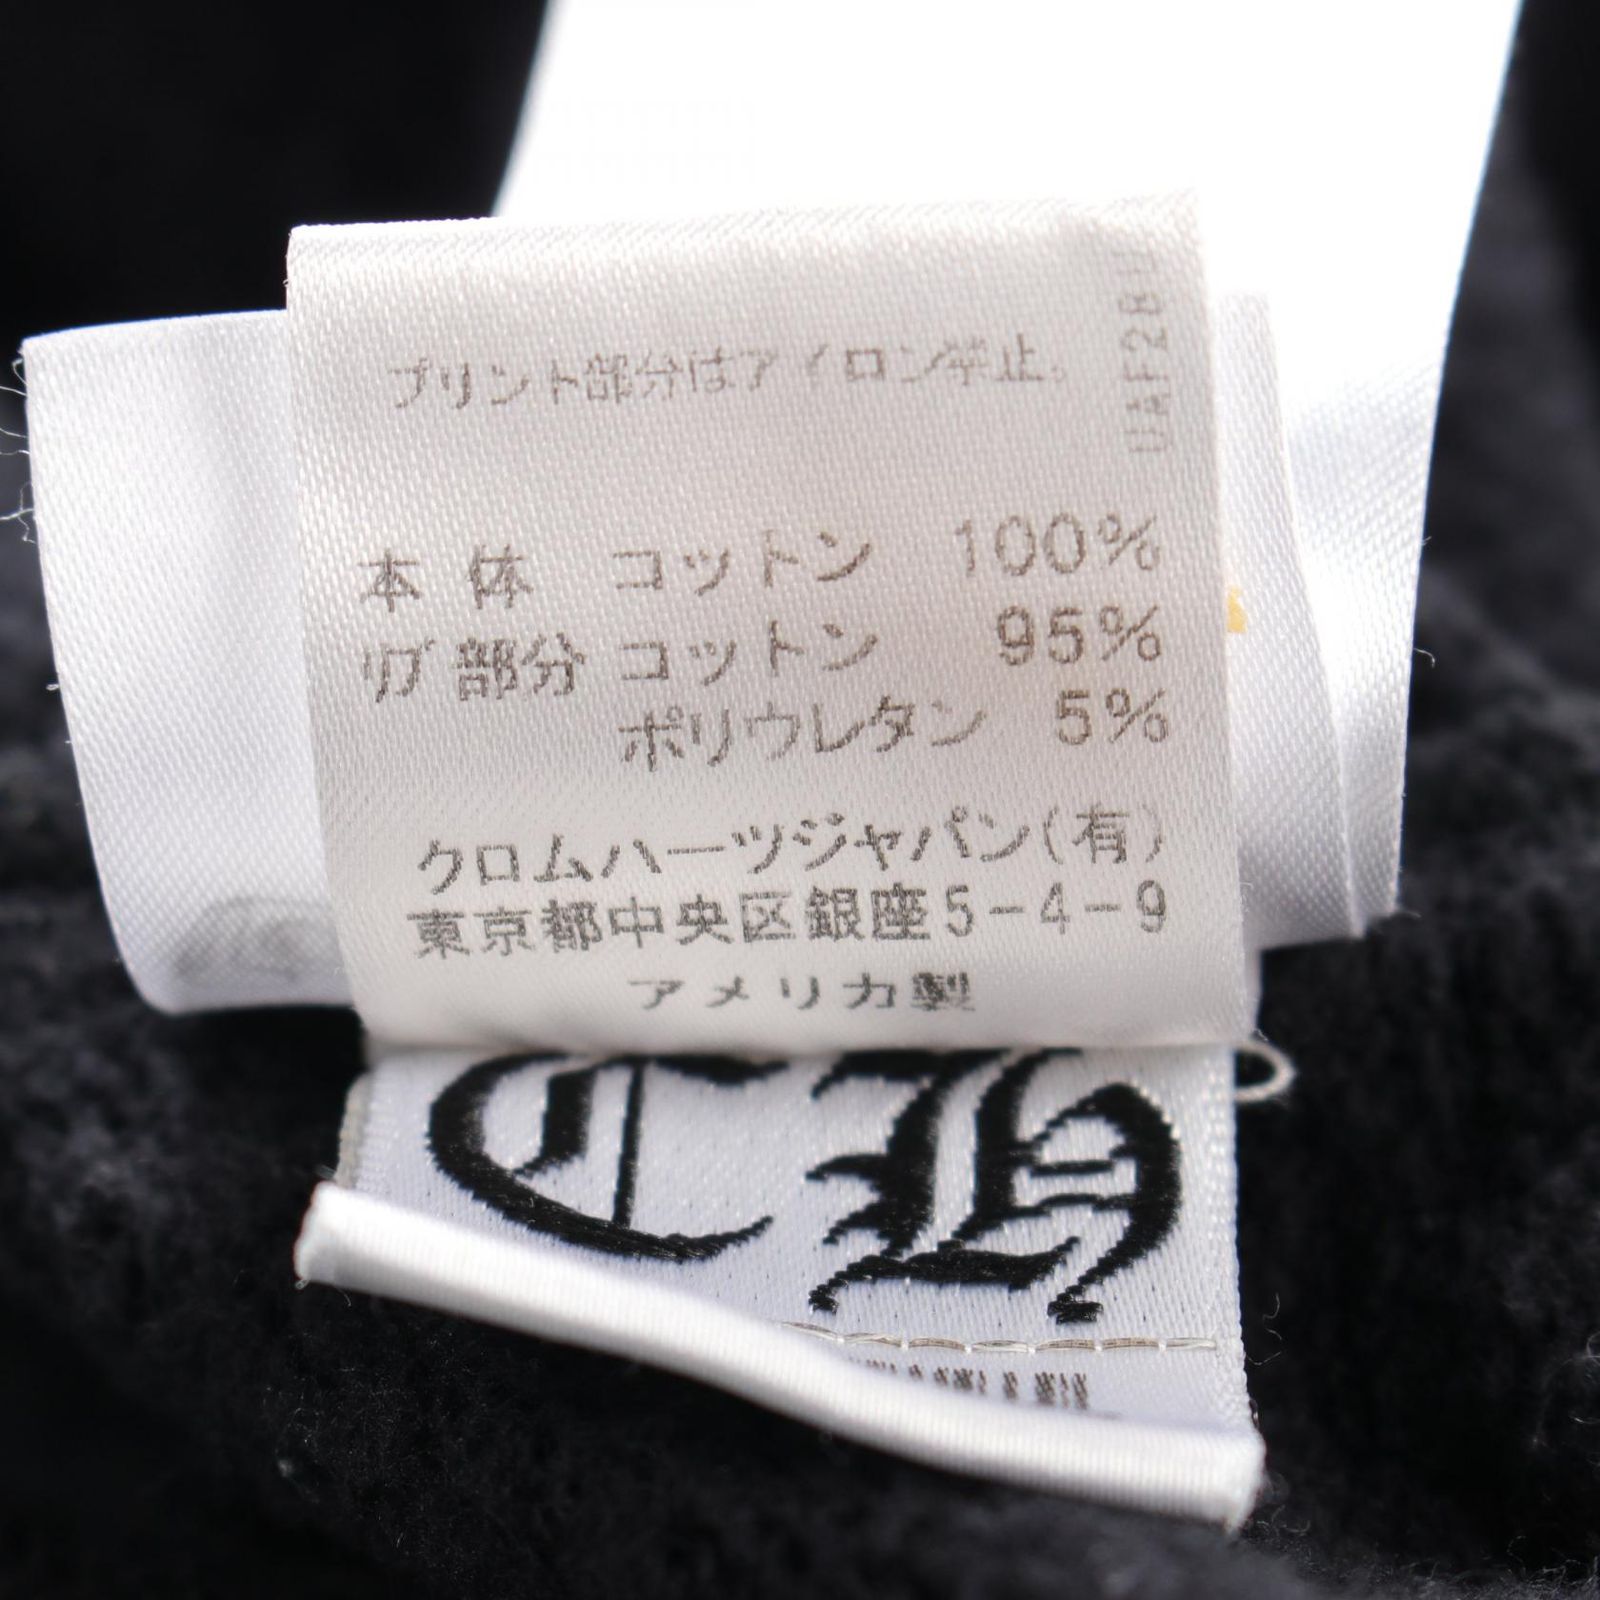 プリント部分はアイロン禁止。
UAF28U
本 体 コットン 100%
リブ部分 コットン 95%
ポリウレタン 5%
クロムハーツジャパン(有)
東京都中央区銀座5-4-9
アメリカ製
CH